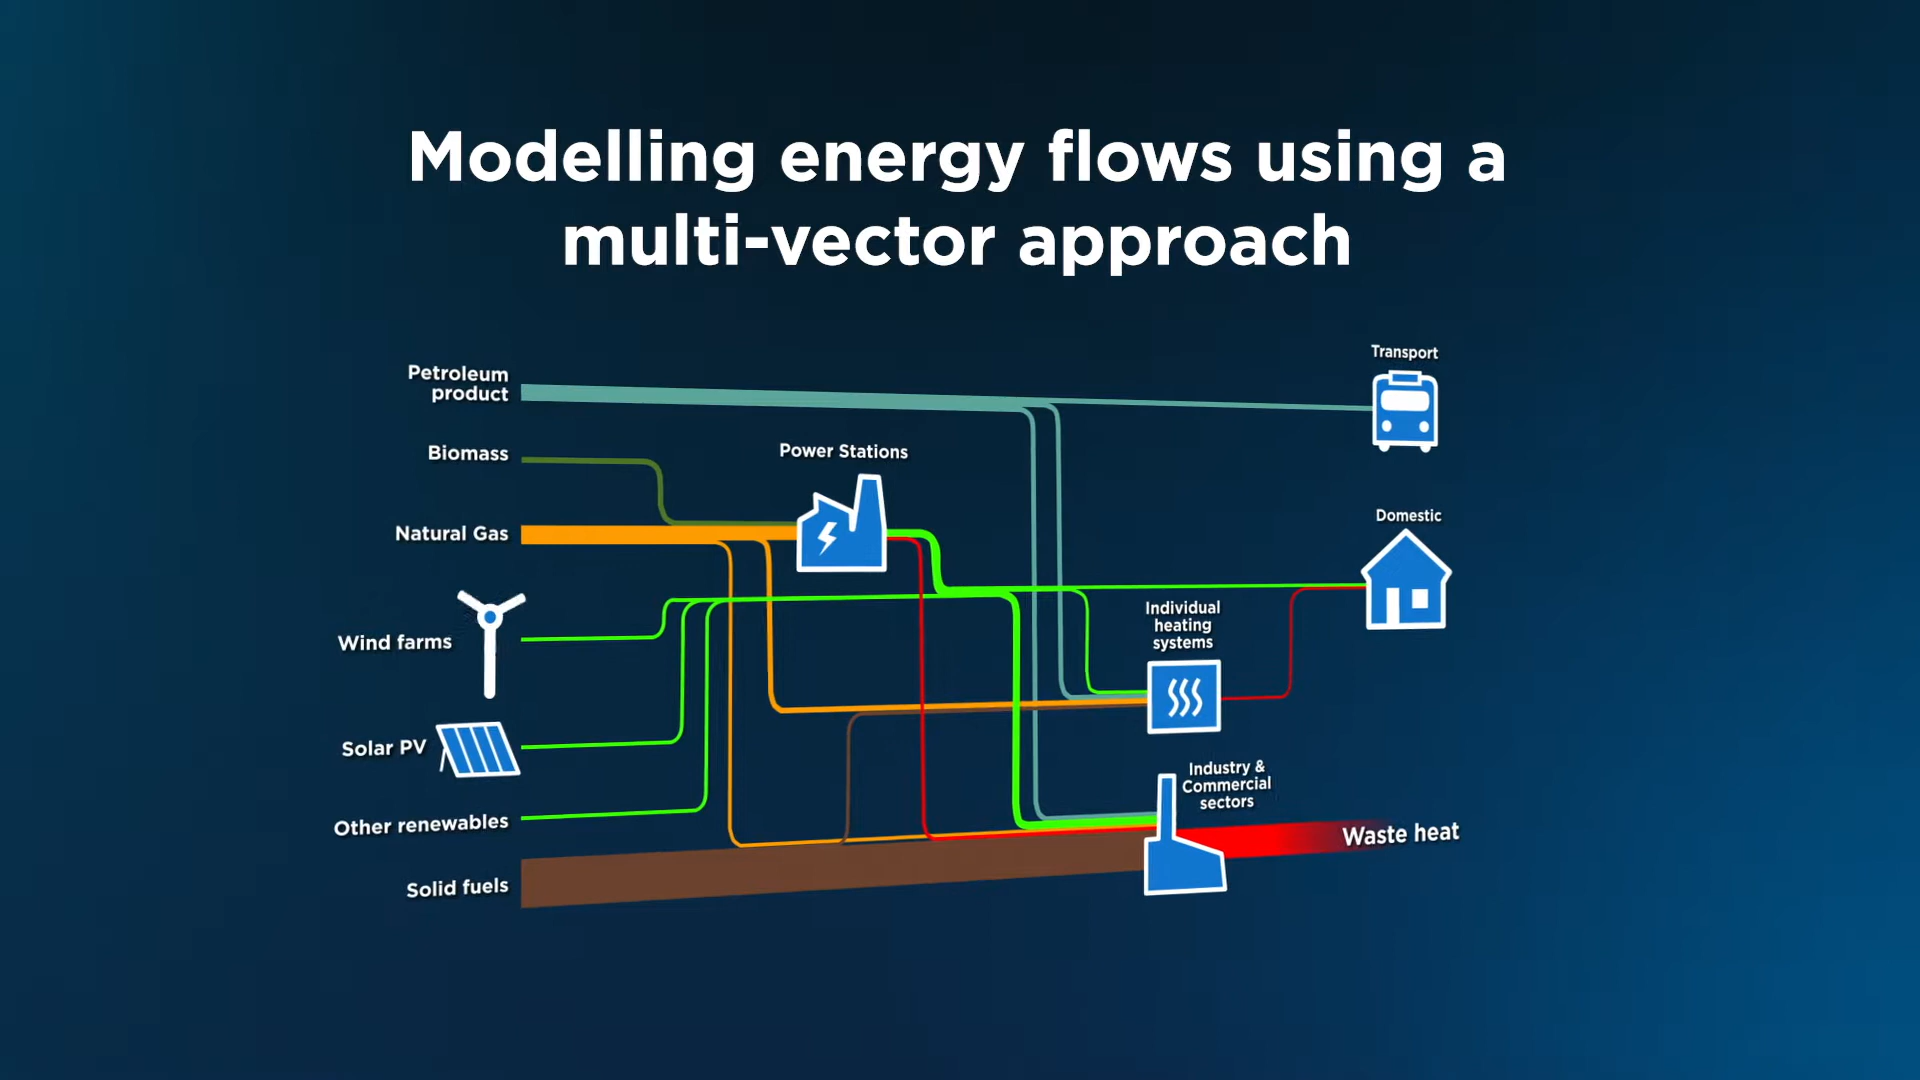 Modelling energy flows using a
multi-vector approach
Petroleum
product
Biomass
Natural Gas
Wind farms
Solar PV
Other renewables
Solid fuels
Power Stations
Transport
Domestic
Individual
heating
systems
Industry &
Commercial
sectors
Waste heat